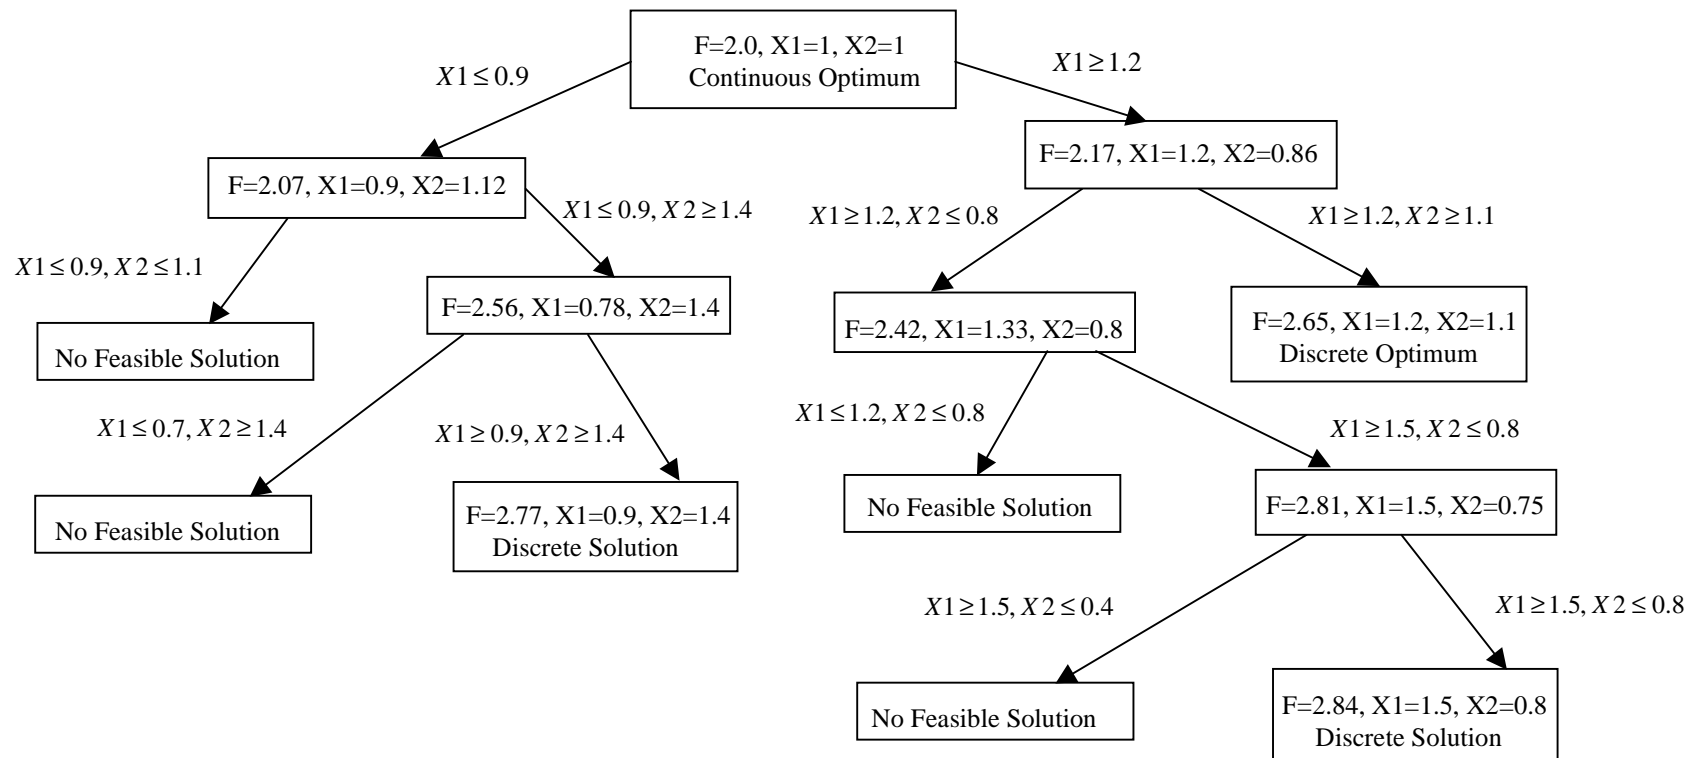 F=2.0, X1=1, X2=1
Continuous Optimum
X1≤0.9
X1≥1.2
F=2.07, X1=0.9, X2=1.12
F=2.17, X1=1.2, X2=0.86
X1≤0.9, X2≤1.1
X1≤0.9, X2≥1.4
X1≥1.2, X2≤0.8
X1≥1.2, X2≥1.1
No Feasible Solution
F=2.56, X1=0.78, X2=1.4
F=2.42, X1=1.33, X2=0.8
F=2.65, X1=1.2, X2=1.1
Discrete Optimum
X1≤0.7, X2≥1.4
X1≥0.9, X2≥1.4
X1≤1.2, X2≤0.8
X1≥1.5, X2≤0.8
No Feasible Solution
F=2.77, X1=0.9, X2=1.4
Discrete Solution
No Feasible Solution
F=2.81, X1=1.5, X2=0.75
X1≥1.5, X2≤0.4
X1≥1.5, X2≤0.8
No Feasible Solution
F=2.84, X1=1.5, X2=0.8
Discrete Solution